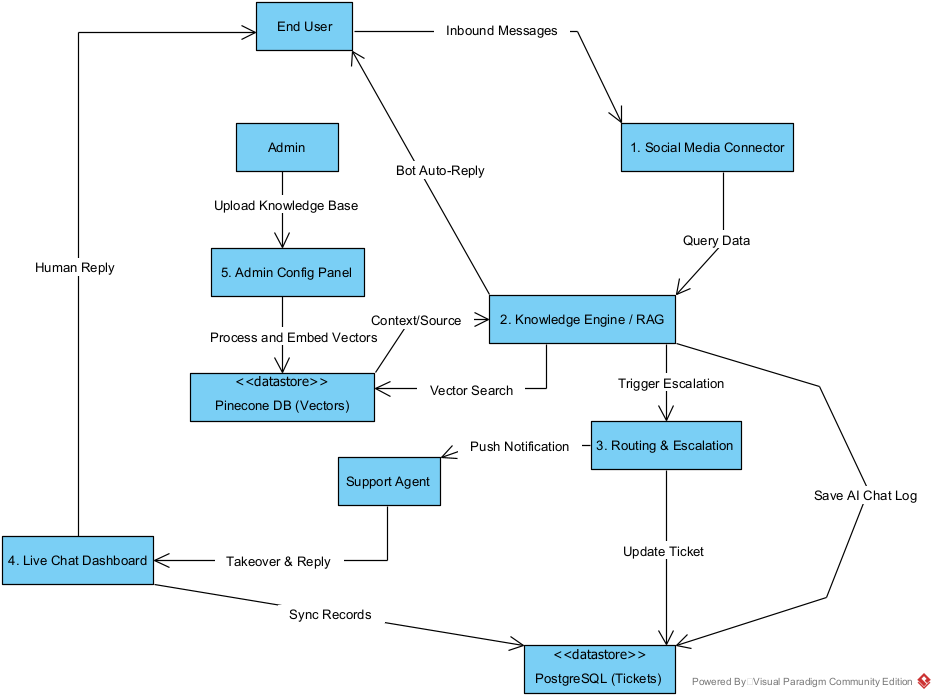 End User
Inbound Messages
Admin
1. Social Media Connector
Bot Auto-Reply
Upload Knowledge Base
Query Data
Human Reply
5. Admin Config Panel
Context/Source
2. Knowledge Engine / RAG
Process and Embed Vectors
<<datastore>>
Pinecone DB (Vectors)
Vector Search
Trigger Escalation
Push Notification
3. Routing & Escalation
Support Agent
Save AI Chat Log
4. Live Chat Dashboard
Takeover & Reply
Update Ticket
Sync Records
<<datastore>>
PostgreSQL (Tickets)
Powered By Visual Paradigm Community Edition